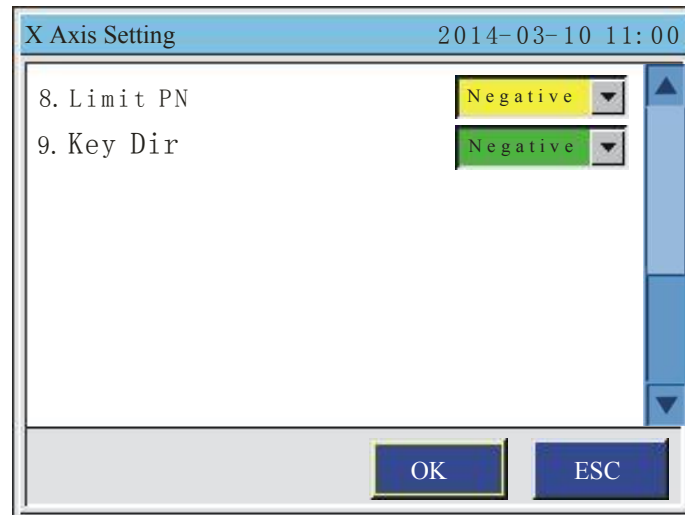 X Axis Setting 2014-03-10 11:00
8. Limit PN Negative
9. Key Dir Negative
OK ESC